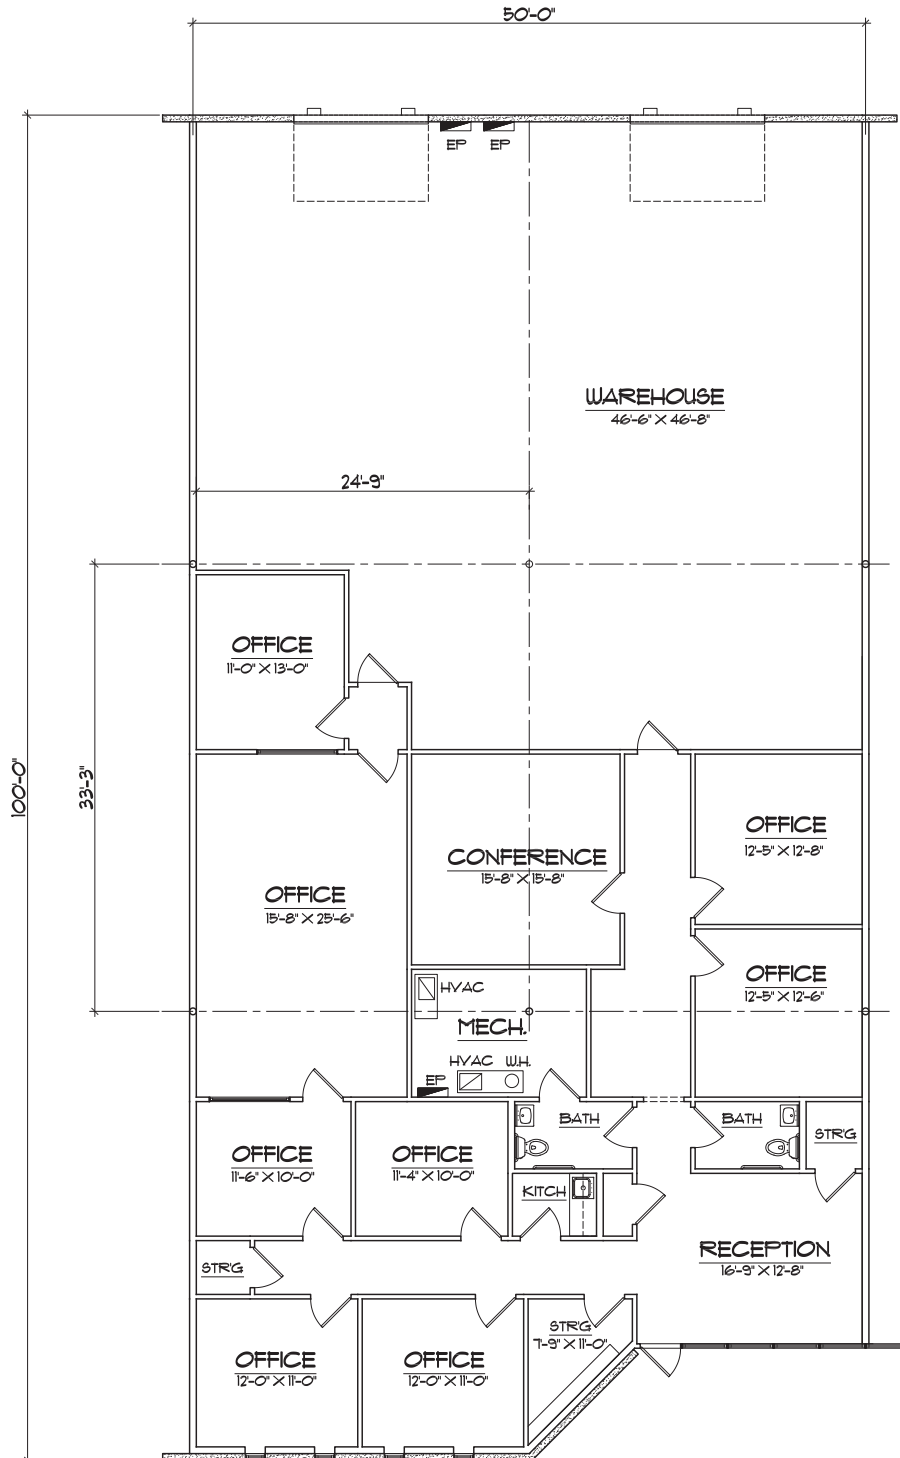 50'-0"
EP EP
WAREHOUSE
46'-6" X 46'-8"
24'-9"
OFFICE
11'-0" X 13'-0"
100'-0"
33'-3"
OFFICE
12'-5" X 12'-8"
CONFERENCE
15'-8" X 15'-8"
OFFICE
15'-8" X 25'-6"
OFFICE
12'-5" X 12'-6"
HVAC
MECH.
HVAC W.H.
EP
BATH
BATH
STR'G
OFFICE
11'-6" X 10'-0"
OFFICE
11'-4" X 10'-0"
KITCH
RECEPTION
16'-9" X 12'-8"
STR'G
STR'G
7'-9" X 11'-0"
OFFICE
12'-0" X 11'-0"
OFFICE
12'-0" X 11'-0"